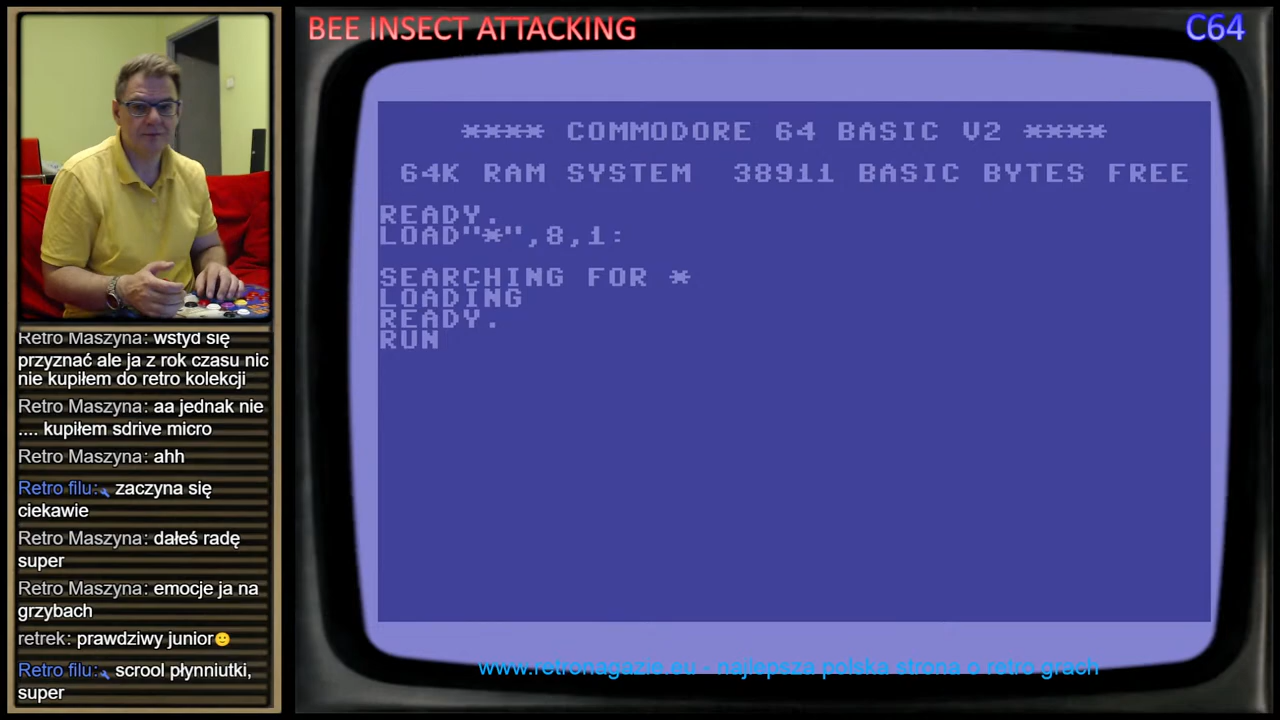 BEE INSECT ATTACKING
C64
**** COMMODORE 64 BASIC V2 ****
64K RAM SYSTEM 38911 BASIC BYTES FREE
READY.
LOAD"*",8,1:
SEARCHING FOR *
LOADING
READY.
RUN
www.retronagazie.eu - najlepsza polska strona o retro grach
Retro Maszyna: wstyd się
przyznać ale ja z rok czasu nic
nie kupiłem do retro kolekcji
Retro Maszyna: aa jednak nie
.... kupiłem sdrive micro
Retro Maszyna: ahh
Retro filu: zaczyna się
ciekawie
Retro Maszyna: dałeś radę
super
Retro Maszyna: emocje ja na
grzybach
retrek: prawdziwy junior🙂
Retro filu: scrool płynniutki,
super